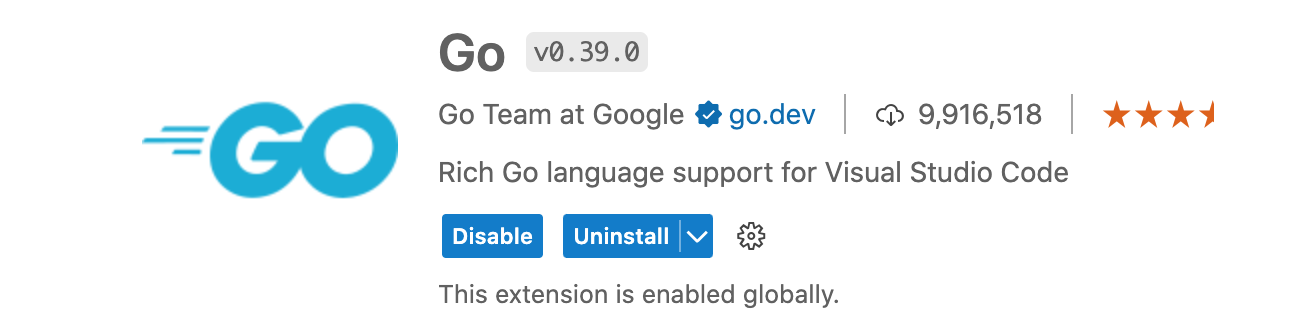 Go v0.39.0
GO
Go Team at Google go.dev 9,916,518
Rich Go language support for Visual Studio Code
Disable Uninstall
This extension is enabled globally.